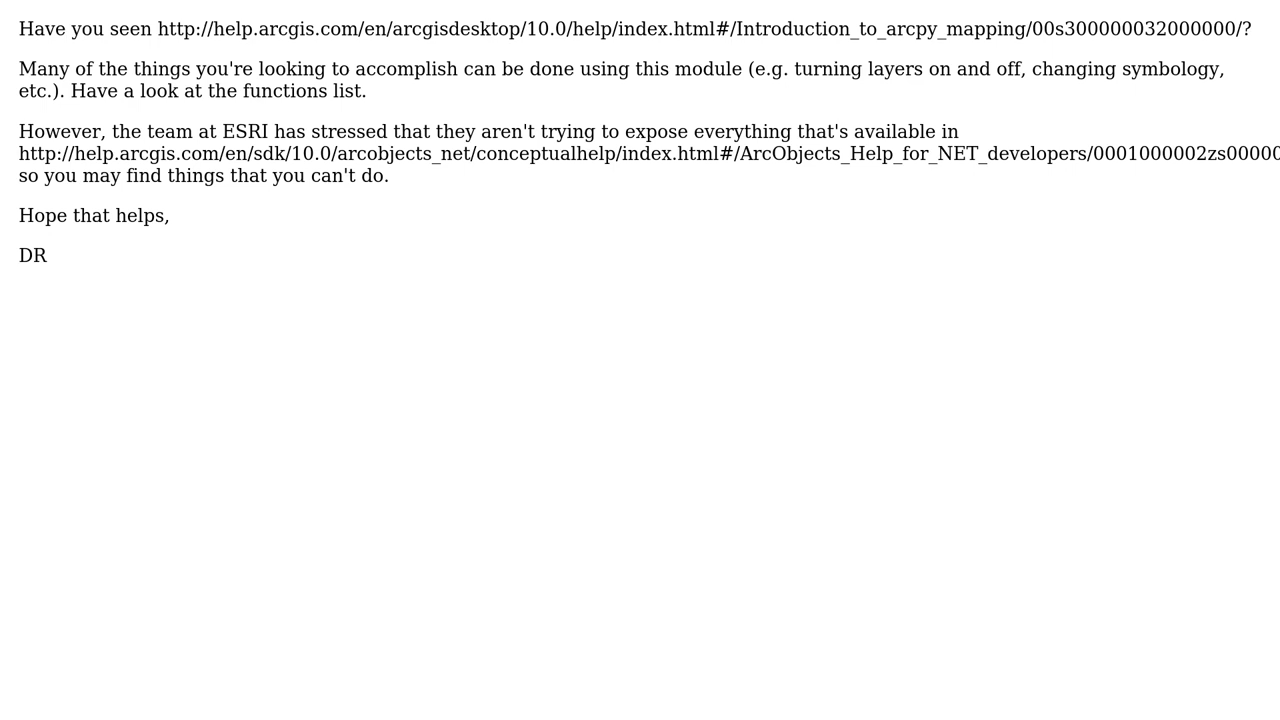 Have you seen http://help.arcgis.com/en/arcgisdesktop/10.0/help/index.html#/Introduction_to_arcpy_mapping/00s300000032000000/?
Many of the things you're looking to accomplish can be done using this module (e.g. turning layers on and off, changing symbology,
etc.). Have a look at the functions list.
However, the team at ESRI has stressed that they aren't trying to expose everything that's available in
http://help.arcgis.com/en/sdk/10.0/arcobjects_net/conceptualhelp/index.html#/ArcObjects_Help_for_NET_developers/0001000002zs00000
so you may find things that you can't do.
Hope that helps,
DR